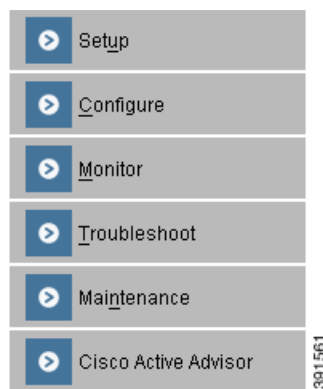 Setup
Configure
Monitor
Troubleshoot
Maintenance
Cisco Active Advisor
391561